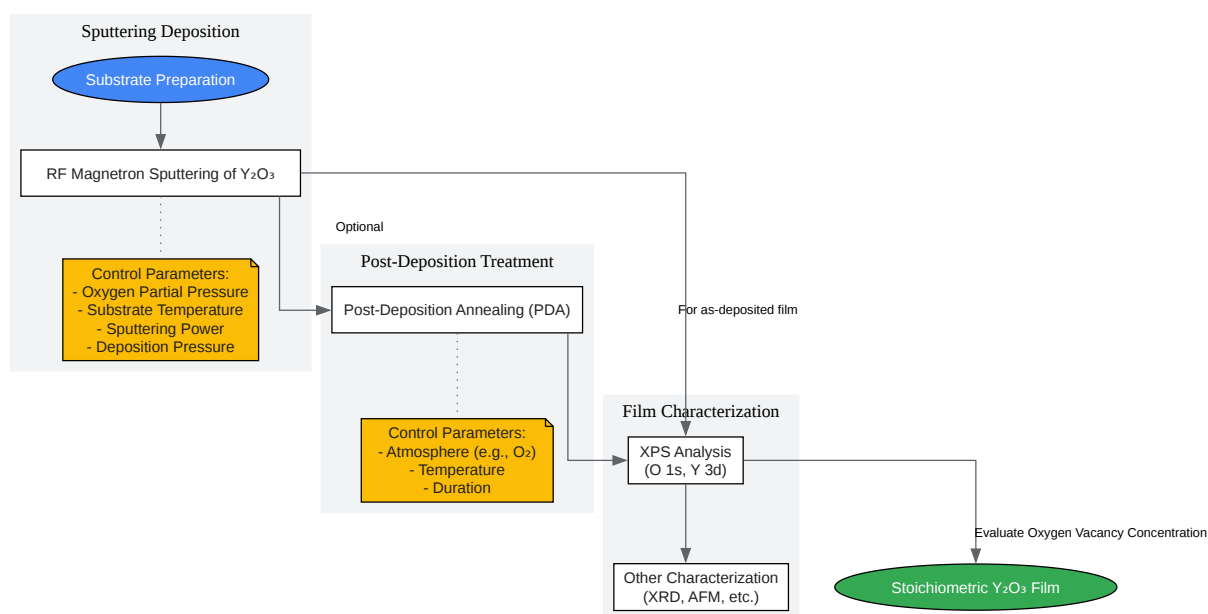 Sputtering Deposition
Substrate Preparation
RF Magnetron Sputtering of Y₂O₃
Control Parameters:
- Oxygen Partial Pressure
- Substrate Temperature
- Sputtering Power
- Deposition Pressure
Optional
Post-Deposition Treatment
Post-Deposition Annealing (PDA)
Control Parameters:
- Atmosphere (e.g., O₂)
- Temperature
- Duration
For as-deposited film
Film Characterization
XPS Analysis
(O 1s, Y 3d)
Other Characterization
(XRD, AFM, etc.)
Evaluate Oxygen Vacancy Concentration
Stoichiometric Y₂O₃ Film